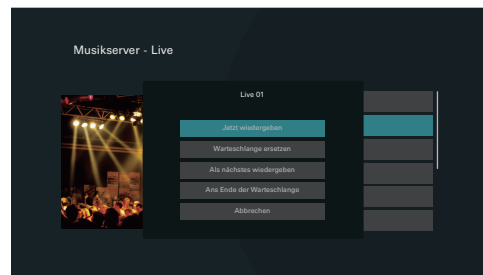 Musikserver - Live
Live 01
Jetzt wiedergeben
Warteschlange ersetzen
Als nächstes wiedergeben
Ans Ende der Warteschlange
Abbrechen